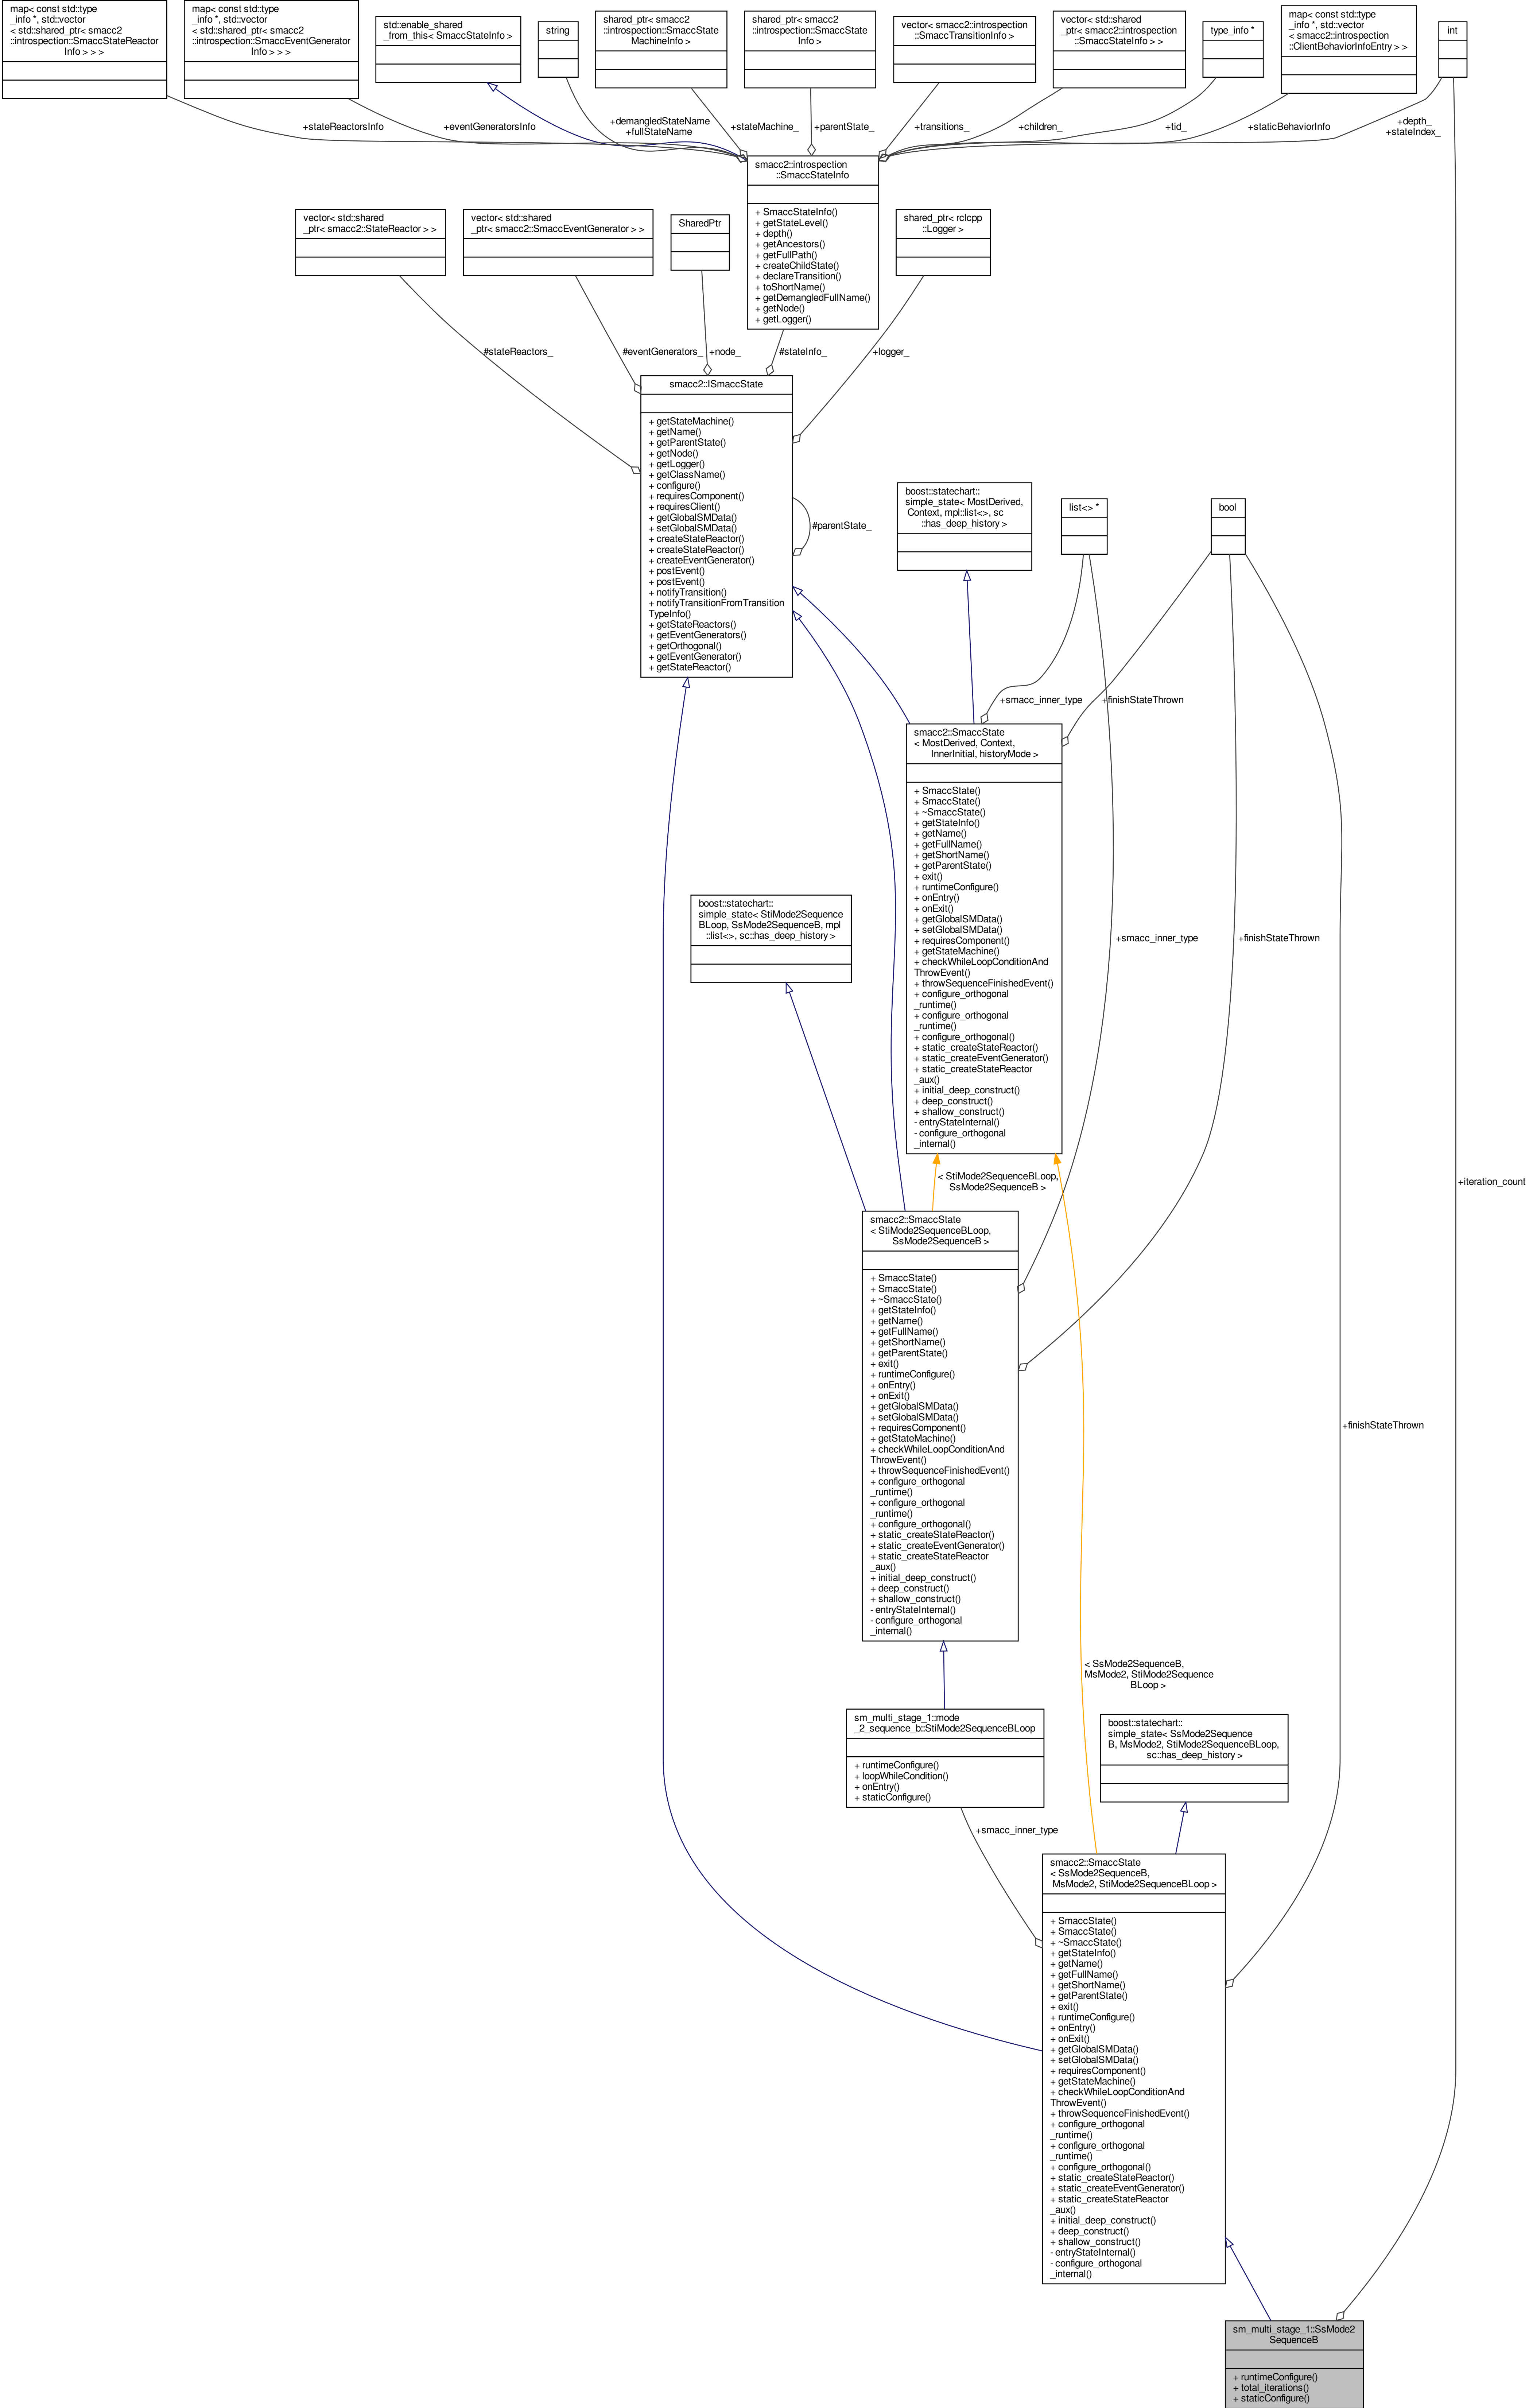 map< const std::type
_info *, std::vector
< std::shared_ptr< smacc2
::introspection::SmaccStateReactor
Info > > >
map< const std::type
_info *, std::vector
< std::shared_ptr< smacc2
::introspection::SmaccEventGenerator
Info > > >
std::enable_shared
_from_this< SmaccStateInfo >
string
shared_ptr< smacc2
::introspection::SmaccState
MachineInfo >
shared_ptr< smacc2
::introspection::SmaccState
Info >
vector< smacc2::introspection
::SmaccTransitionInfo >
vector< std::shared
_ptr< smacc2::introspection
::SmaccStateInfo > >
type_info *
map< const std::type
_info *, std::vector
< smacc2::introspection
::ClientBehaviorInfoEntry > >
int
+stateReactorsInfo
+eventGeneratorsInfo
+demangledStateName
+fullStateName
+stateMachine_
+parentState_
+transitions_
+children_
+tid_
+staticBehaviorInfo
+depth_
+stateIndex_
smacc2::introspection
::SmaccStateInfo
+ SmaccStateInfo()
+ getStateLevel()
+ depth()
+ getAncestors()
+ getFullPath()
+ createChildState()
+ declareTransition()
+ toShortName()
+ getDemangledFullName()
+ getNode()
+ getLogger()
vector< std::shared
_ptr< smacc2::StateReactor > >
vector< std::shared
_ptr< smacc2::SmaccEventGenerator > >
SharedPtr
shared_ptr< rclcpp
::Logger >
#stateReactors_
#eventGenerators_
+node_
#stateInfo_
+logger_
smacc2::ISmaccState
+ getStateMachine()
+ getName()
+ getParentState()
+ getNode()
+ getLogger()
+ getClassName()
+ configure()
+ requiresComponent()
+ requiresClient()
+ getGlobalSMData()
+ setGlobalSMData()
+ createStateReactor()
+ createStateReactor()
+ createEventGenerator()
+ postEvent()
+ postEvent()
+ notifyTransition()
+ notifyTransitionFromTransition
TypeInfo()
+ getStateReactors()
+ getEventGenerators()
+ getOrthogonal()
+ getEventGenerator()
+ getStateReactor()
#parentState_
boost::statechart::
simple_state< MostDerived,
Context, mpl::list<>, sc
::has_deep_history >
list<> *
bool
+smacc_inner_type
+finishStateThrown
smacc2::SmaccState
< MostDerived, Context,
InnerInitial, historyMode >
+ SmaccState()
+ SmaccState()
+ ~SmaccState()
+ getStateInfo()
+ getName()
+ getFullName()
+ getShortName()
+ getParentState()
+ exit()
+ runtimeConfigure()
+ onEntry()
+ onExit()
+ getGlobalSMData()
+ setGlobalSMData()
+ requiresComponent()
+ getStateMachine()
+ checkWhileLoopConditionAnd
ThrowEvent()
+ throwSequenceFinishedEvent()
+ configure_orthogonal
_runtime()
+ configure_orthogonal
_runtime()
+ configure_orthogonal()
+ static_createStateReactor()
+ static_createEventGenerator()
+ static_createStateReactor
_aux()
+ initial_deep_construct()
+ deep_construct()
+ shallow_construct()
- entryStateInternal()
- configure_orthogonal
_internal()
boost::statechart::
simple_state< StiMode2Sequence
BLoop, SsMode2SequenceB, mpl
::list<>, sc::has_deep_history >
+smacc_inner_type
+finishStateThrown
< StiMode2SequenceBLoop,
SsMode2SequenceB >
+iteration_count
smacc2::SmaccState
< StiMode2SequenceBLoop,
SsMode2SequenceB >
+ SmaccState()
+ SmaccState()
+ ~SmaccState()
+ getStateInfo()
+ getName()
+ getFullName()
+ getShortName()
+ getParentState()
+ exit()
+ runtimeConfigure()
+ onEntry()
+ onExit()
+ getGlobalSMData()
+ setGlobalSMData()
+ requiresComponent()
+ getStateMachine()
+ checkWhileLoopConditionAnd
ThrowEvent()
+ throwSequenceFinishedEvent()
+ configure_orthogonal
_runtime()
+ configure_orthogonal
_runtime()
+ configure_orthogonal()
+ static_createStateReactor()
+ static_createEventGenerator()
+ static_createStateReactor
_aux()
+ initial_deep_construct()
+ deep_construct()
+ shallow_construct()
- entryStateInternal()
- configure_orthogonal
_internal()
+finishStateThrown
< SsMode2SequenceB,
MsMode2, StiMode2Sequence
BLoop >
sm_multi_stage_1::mode
_2_sequence_b::StiMode2SequenceBLoop
+ runtimeConfigure()
+ loopWhileCondition()
+ onEntry()
+ staticConfigure()
boost::statechart::
simple_state< SsMode2Sequence
B, MsMode2, StiMode2SequenceBLoop,
sc::has_deep_history >
+smacc_inner_type
smacc2::SmaccState
< SsMode2SequenceB,
MsMode2, StiMode2SequenceBLoop >
+ SmaccState()
+ SmaccState()
+ ~SmaccState()
+ getStateInfo()
+ getName()
+ getFullName()
+ getShortName()
+ getParentState()
+ exit()
+ runtimeConfigure()
+ onEntry()
+ onExit()
+ getGlobalSMData()
+ setGlobalSMData()
+ requiresComponent()
+ getStateMachine()
+ checkWhileLoopConditionAnd
ThrowEvent()
+ throwSequenceFinishedEvent()
+ configure_orthogonal
_runtime()
+ configure_orthogonal
_runtime()
+ configure_orthogonal()
+ static_createStateReactor()
+ static_createEventGenerator()
+ static_createStateReactor
_aux()
+ initial_deep_construct()
+ deep_construct()
+ shallow_construct()
- entryStateInternal()
- configure_orthogonal
_internal()
sm_multi_stage_1::SsMode2
SequenceB
+ runtimeConfigure()
+ total_iterations()
+ staticConfigure()